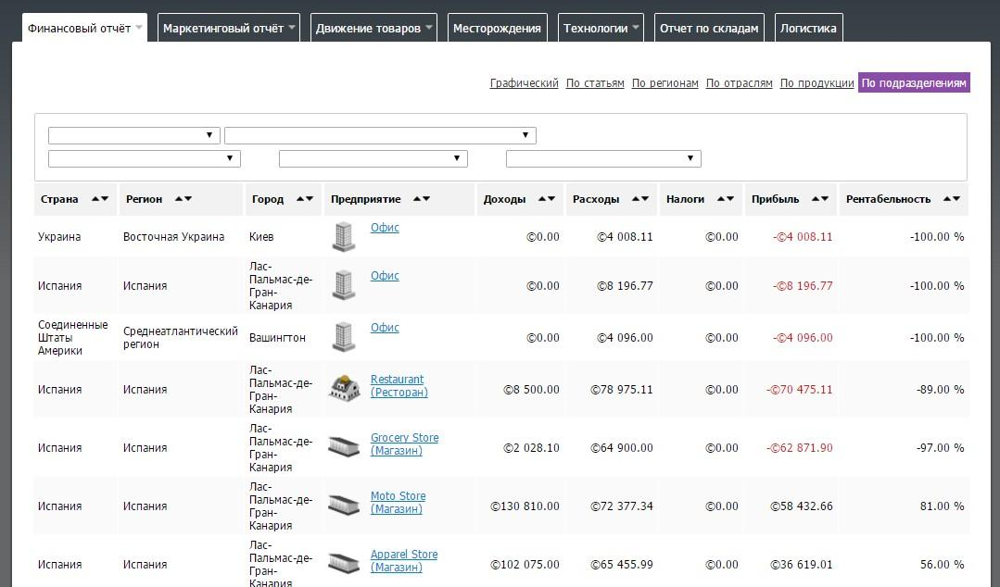 Финансовый отчёт Маркетинговый отчёт Движение товаров Месторождения Технологии Отчет по складам Логистика
Графический По статьям По регионам По отраслям По продукции По подразделениям
Страна Регион Город Предприятие Доходы Расходы Налоги Прибыль Рентабельность
Украина Восточная Украина Киев Офис ©0.00 ©4 008.11 ©0.00 -©4 008.11 -100.00 %
Лас-
Пальмас-де-
Испания Испания Офис ©0.00 ©8 196.77 ©0.00 -©8 196.77 -100.00 %
Гран-
Канария
Соединенные
Штаты
Америки
Среднеатлантический
регион
Вашингтон Офис ©0.00 ©4 096.00 ©0.00 -©4 096.00 -100.00 %
Испания Испания
Лас-
Пальмас-де-
Гран-
Канария
Restaurant
(Ресторан)
©8 500.00 ©78 975.11 ©0.00 -©70 475.11 -89.00 %
Испания Испания
Лас-
Пальмас-де-
Гран-
Канария
Grocery Store
(Магазин)
©2 028.10 ©64 900.00 ©0.00 -©62 871.90 -97.00 %
Испания Испания
Лас-
Пальмас-де-
Гран-
Канария
Moto Store
(Магазин)
©130 810.00 ©72 377.34 ©0.00 ©58 432.66 81.00 %
Испания Испания
Лас-
Пальмас-де-
Гран-
Канария
Apparel Store
(Магазин)
©102 075.00 ©65 455.99 ©0.00 ©36 619.01 56.00 %